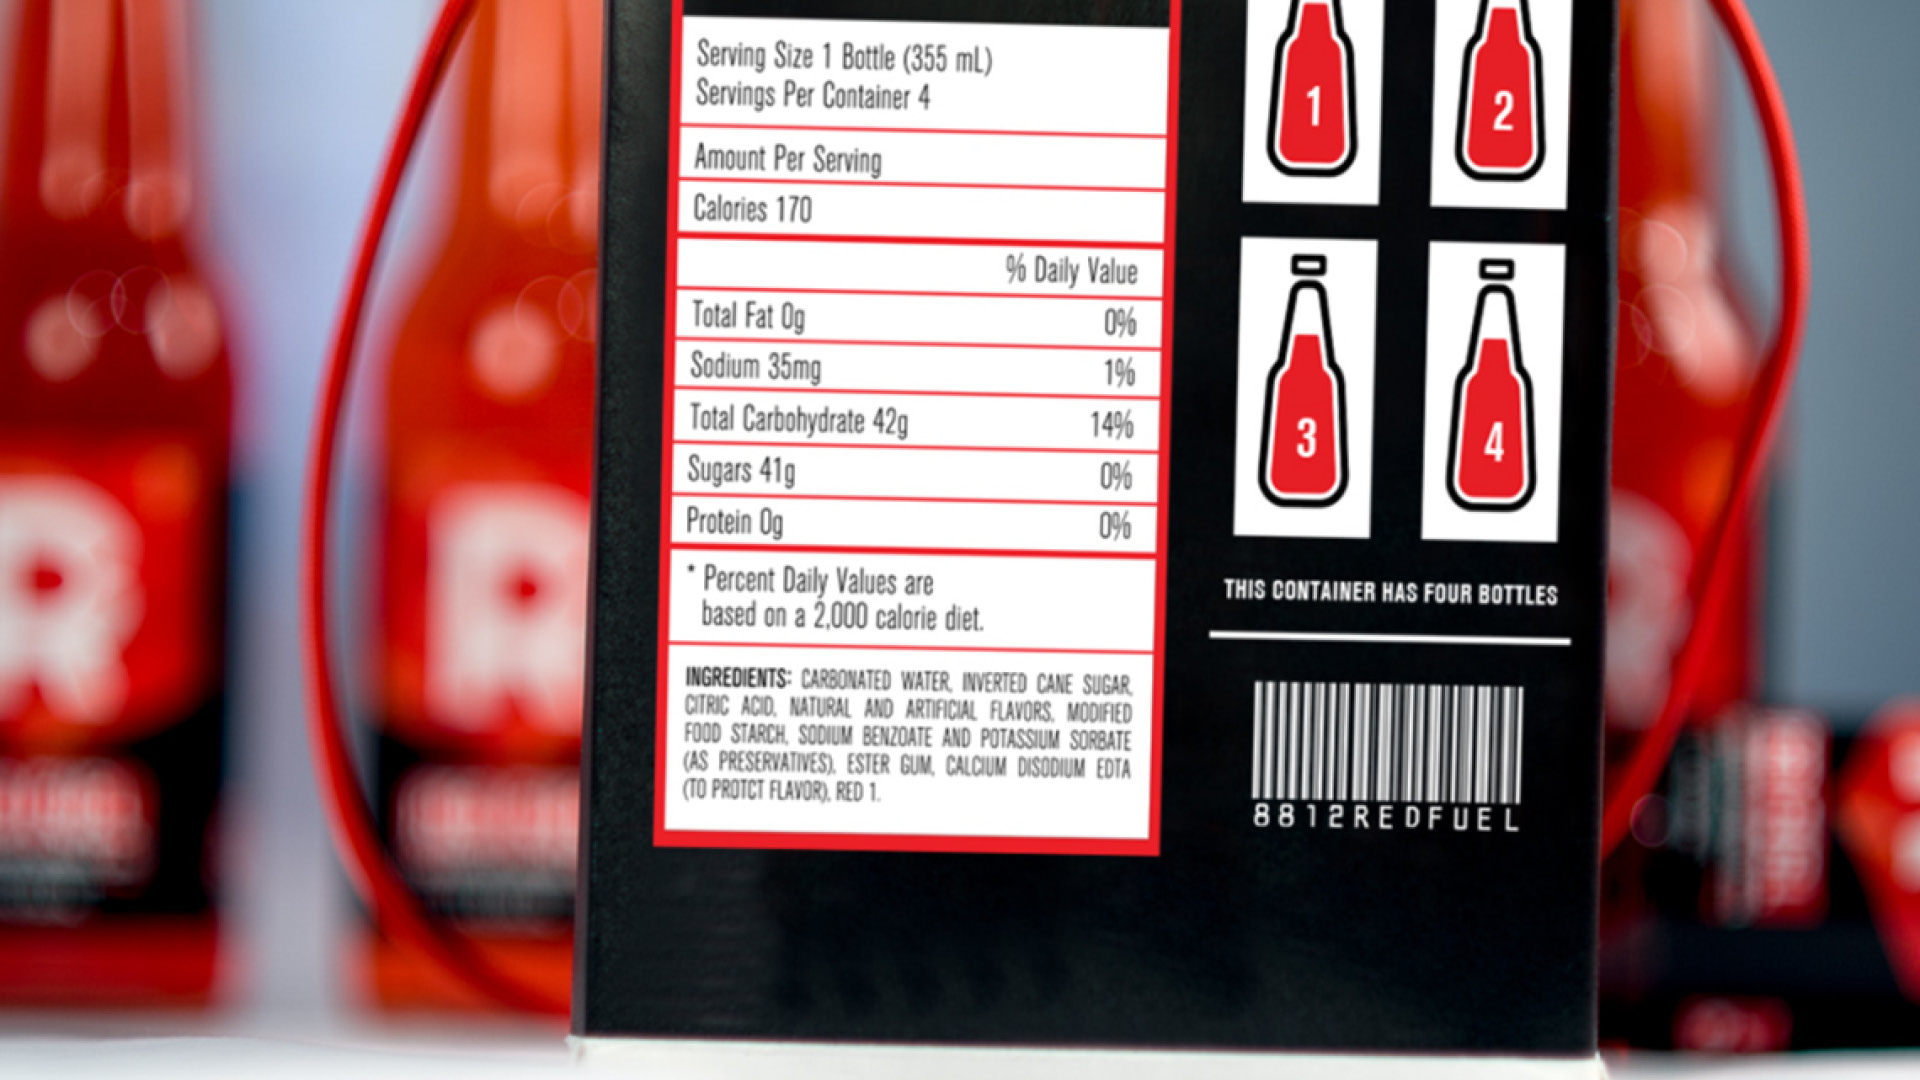 Serving Size 1 Bottle (355 mL)
Servings Per Container 4
Amount Per Serving
Calories 170
% Daily Value
Total Fat 0g 0%
Sodium 35mg 1%
Total Carbohydrate 42g 14%
Sugars 41g 0%
Protein 0g 0%
* Percent Daily Values are
based on a 2,000 calorie diet.
INGREDIENTS: CARBONATED WATER, INVERTED CANE SUGAR,
CITRIC ACID, NATURAL AND ARTIFICIAL FLAVORS, MODIFIED
FOOD STARCH, SODIUM BENZOATE AND POTASSIUM SORBATE
(AS PRESERVATIVES), ESTER GUM, CALCIUM DISODIUM EDTA
(TO PROTCT FLAVOR), RED 1.
1 2
3 4
THIS CONTAINER HAS FOUR BOTTLES
8812REDFUEL
R
R